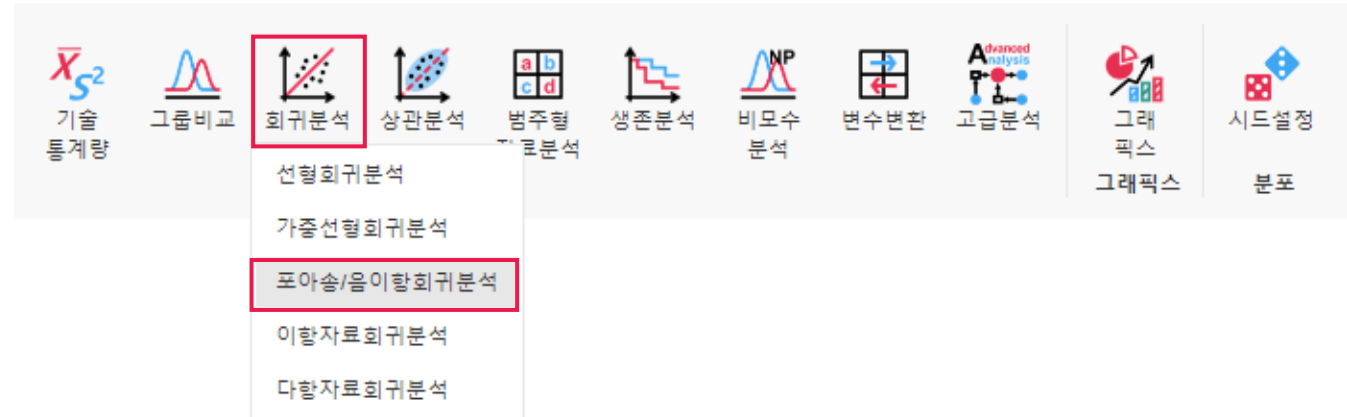 X S2
NP
a b
c d
Advanced
Analysis
기술
통계량
그룹비교
회귀분석
상관분석
범주형
료분석
생존분석
비모수
분석
변수변환
고급분석
그래
픽스
시드설정
그래픽스
분포
선형회귀분석
가중선형회귀분석
포아송/음이항회귀분석
이항자료회귀분석
다항자료회귀분석